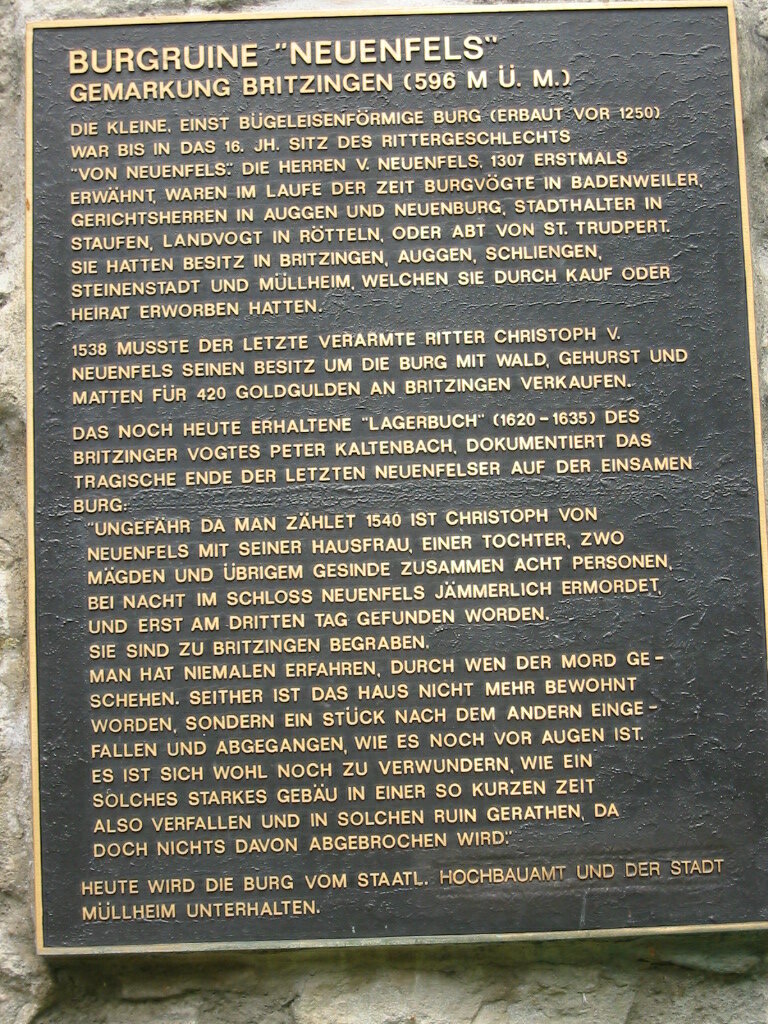 BURGRUINE "NEUENFELS"
GEMARKUNG BRITZINGEN (596 M Ü. M.)
DIE KLEINE, EINST BÜGELEISENFÖRMIGE BURG (ERBAUT VOR 1250)
WAR BIS IN DAS 16. JH. SITZ DES RITTERGESCHLECHTS
"VON NEUENFELS". DIE HERREN V. NEUENFELS, 1307 ERSTMALS
ERWÄHNT, WAREN IM LAUFE DER ZEIT BURGVÖGTE IN BADENWEILER,
GERICHTSHERREN IN AUGGEN UND NEUENBURG, STADTHALTER IN
STAUFEN, LANDVOGT IN RÖTTELN, ODER ABT VON ST. TRUDPERT.
SIE HATTEN BESITZ IN BRITZINGEN, AUGGEN, SCHLIENGEN,
STEINENSTADT UND MÜLLHEIM, WELCHEN SIE DURCH KAUF ODER
HEIRAT ERWORBEN HATTEN.
1538 MUSSTE DER LETZTE VERARMTE RITTER CHRISTOPH V.
NEUENFELS SEINEN BESITZ UM DIE BURG MIT WALD, GEHURST UND
MATTEN FÜR 420 GOLDGULDEN AN BRITZINGEN VERKAUFEN.
DAS NOCH HEUTE ERHALTENE "LAGERBUCH" (1620-1635) DES
BRITZINGER VOGTES PETER KALTENBACH, DOKUMENTIERT DAS
TRAGISCHE ENDE DER LETZTEN NEUENFELSER AUF DER EINSAMEN
BURG:
"UNGEFÄHR DA MAN ZÄHLET 1540 IST CHRISTOPH VON
NEUENFELS MIT SEINER HAUSFRAU, EINER TOCHTER, ZWO
MÄGDEN UND ÜBRIGEM GESINDE ZUSAMMEN ACHT PERSONEN,
BEI NACHT IM SCHLOSS NEUENFELS JÄMMERLICH ERMORDET,
UND ERST AM DRITTEN TAG GEFUNDEN WORDEN.
SIE SIND ZU BRITZINGEN BEGRABEN.
MAN HAT NIEMALEN ERFAHREN, DURCH WEN DER MORD GE-
SCHEHEN. SEITHER IST DAS HAUS NICHT MEHR BEWOHNT
WORDEN, SONDERN EIN STÜCK NACH DEM ANDERN EINGE-
FALLEN UND ABGEGANGEN, WIE ES NOCH VOR AUGEN IST.
ES IST SICH WOHL NOCH ZU VERWUNDERN, WIE EIN
SOLCHES STARKES GEBÄU IN EINER SO KURZEN ZEIT
ALSO VERFALLEN UND IN SOLCHEN RUIN GERATHEN, DA
DOCH NICHTS DAVON ABGEBROCHEN WIRD."
HEUTE WIRD DIE BURG VOM STAATL. HOCHBAUAMT UND DER STADT
MÜLLHEIM UNTERHALTEN.